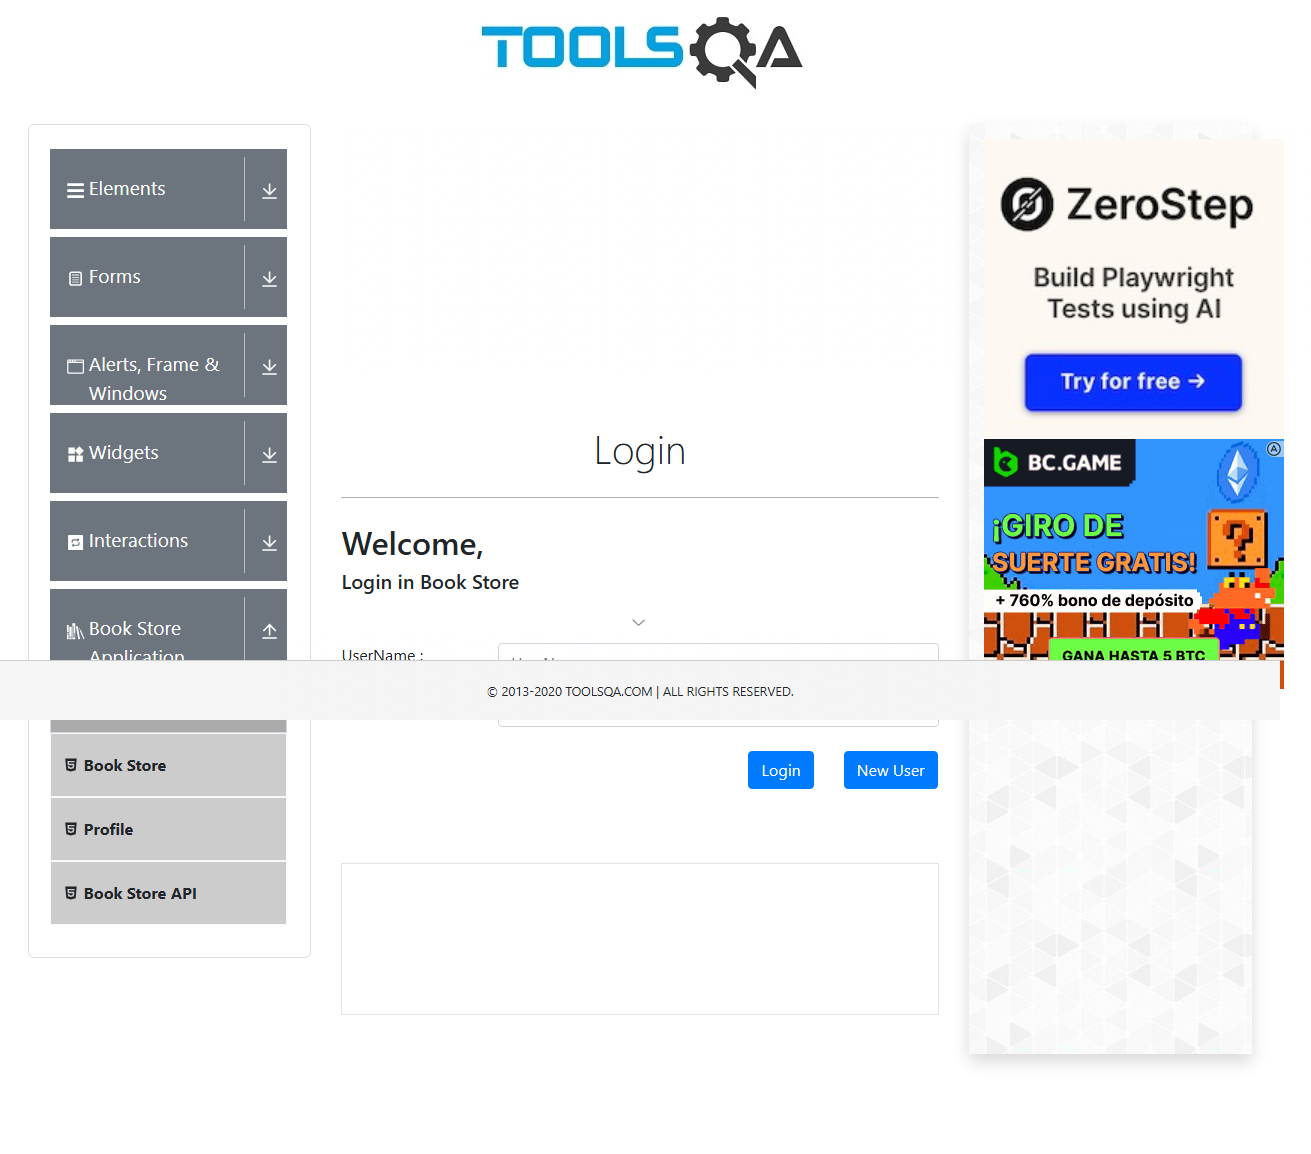 TOOLSQA
Elements
Forms
Alerts, Frame &
Windows
Widgets
Interactions
Book Store
Application
Book Store
Profile
Book Store API
Login
Welcome,
Login in Book Store
UserName :
Login
New User
ZeroStep
Build Playwright
Tests using AI
Try for free →
BC.GAME
¡GIRO DE
SUERTE GRATIS!
+ 760% bono de depósito
GANA HASTA 5 BTC
© 2013-2020 TOOLSQA.COM | ALL RIGHTS RESERVED.